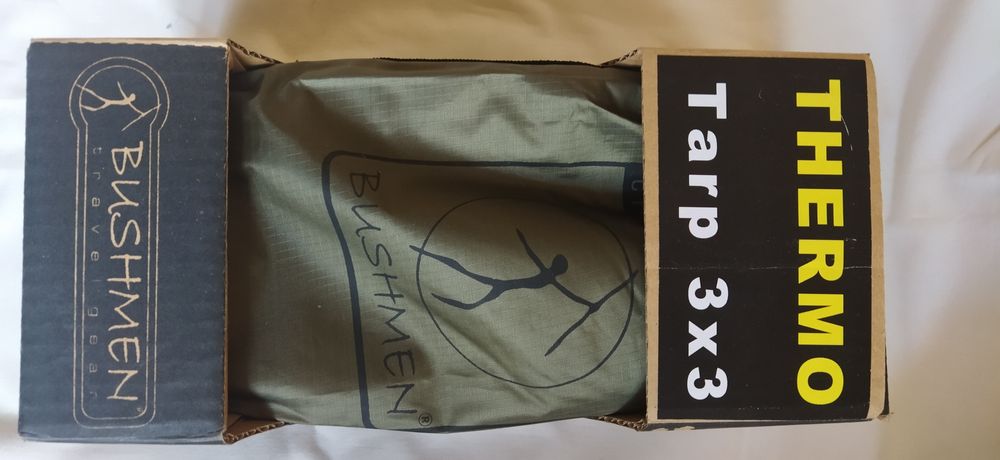 BUSHMEN
travel gear
BUSHMEN®
THERMO
Tarp 3x3